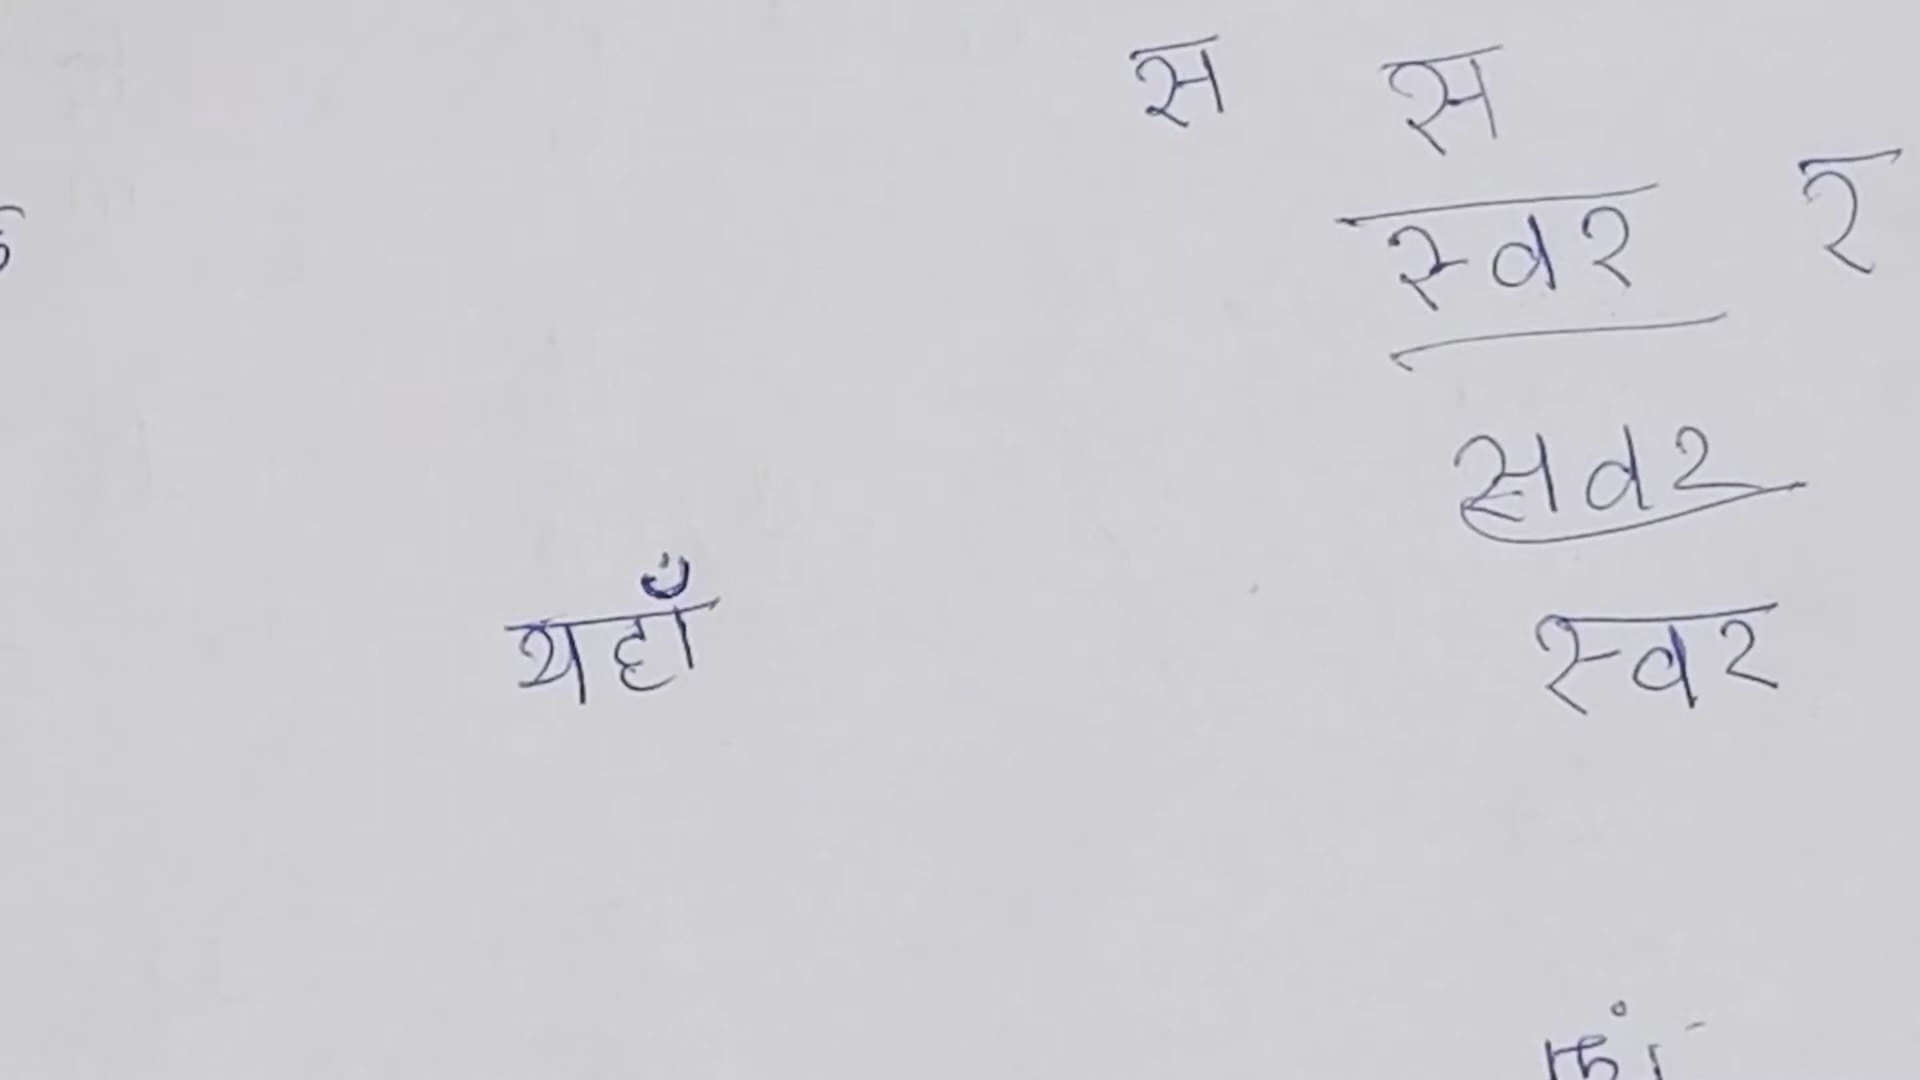 स स
स्वर र
सवर
यहाँ स्वर